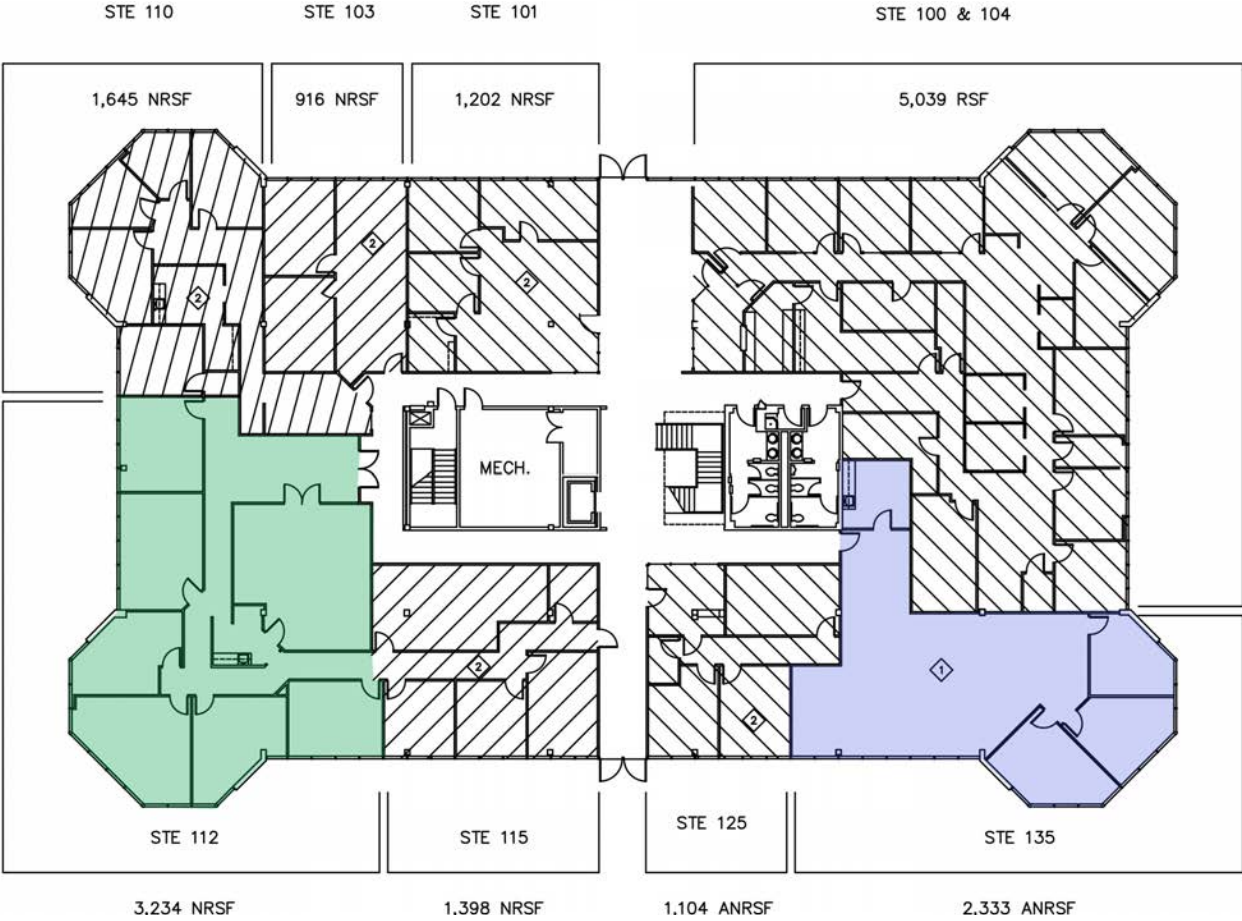 STE 110
STE 103
STE 101
STE 100 & 104
1,645 NRSF
916 NRSF
1,202 NRSF
5,039 RSF
2
2
2
MECH.
2
1
2
STE 112
STE 115
STE 125
STE 135
3,234 NRSF
1,398 NRSF
1,104 ANRSF
2,333 ANRSF